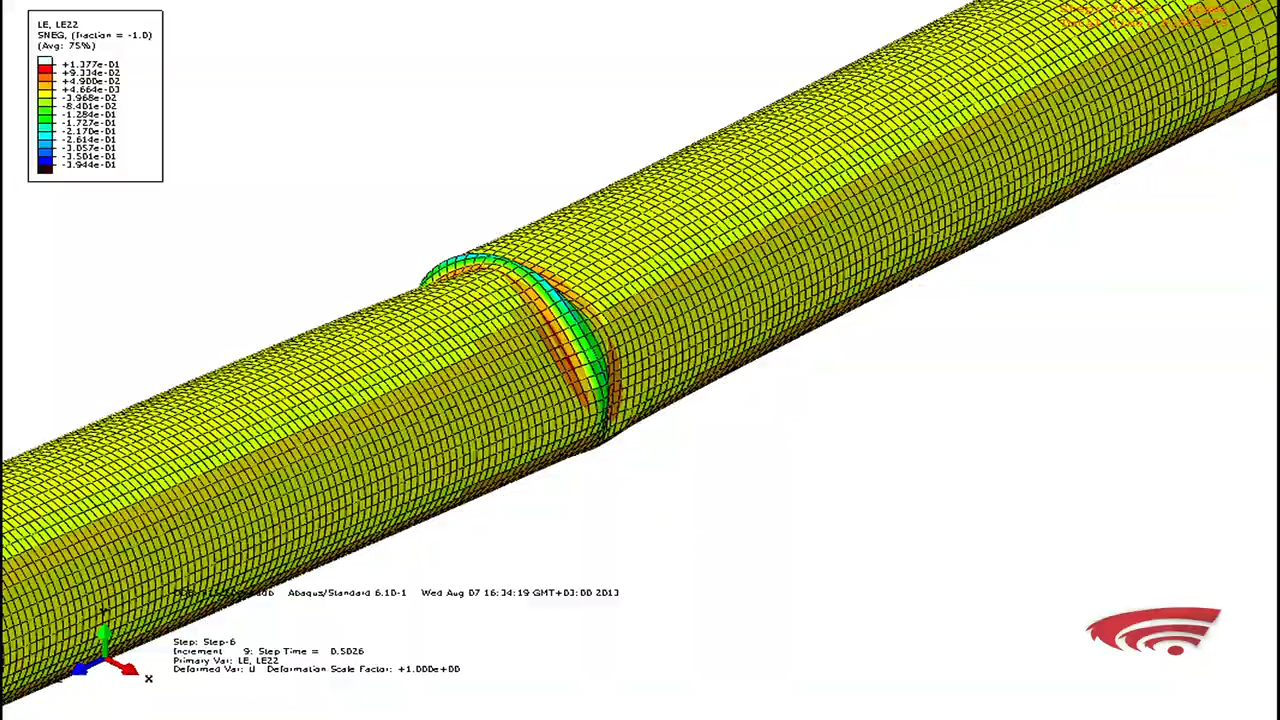 LE, LE22
SNEG, (fraction = -1.0)
(Avg: 75%)
+1.377e-01
+9.334e-02
+4.900e-02
+4.664e-03
-3.968e-02
-8.401e-02
-1.284e-01
-1.727e-01
-2.170e-01
-2.614e-01
-3.057e-01
-3.501e-01
-3.944e-01
Abaqus/Standard 6.10-1 Wed Aug 07 16:34:19 GMT+03:00 2013
Step: Step-6
Increment 9: Step Time = 0.5026
Primary Var: LE, LE22
Deformed Var: U Deformation Scale Factor: +1.000e+00
X